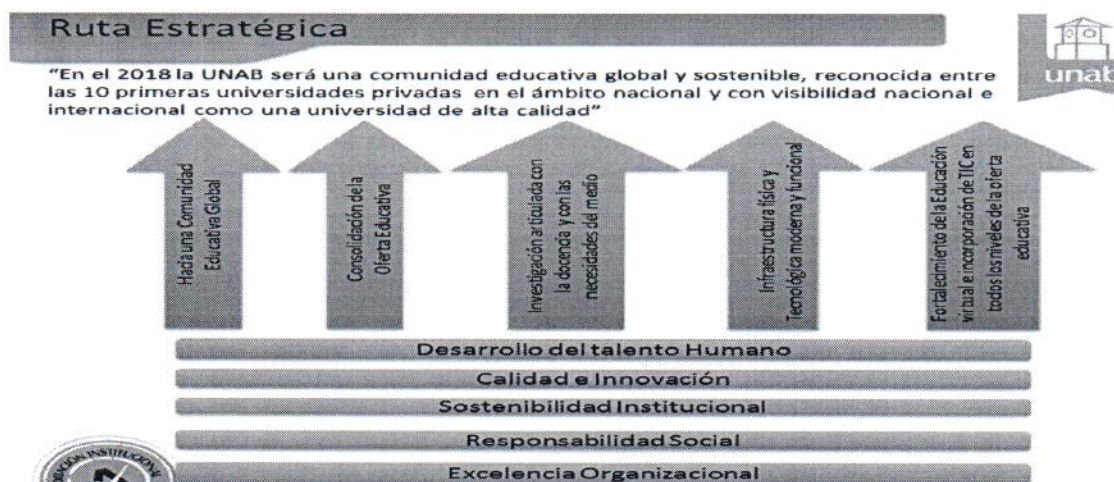 Ruta Estratégica
unab
"En el 2018 la UNAB será una comunidad educativa global y sostenible, reconocida entre
las 10 primeras universidades privadas en el ámbito nacional y con visibilidad nacional e
internacional como una universidad de alta calidad"
Hacia una Comunidad
Educativa Global
Consolidación de la
Oferta Educativa
Investigación articulada con
la docencia y con las
necesidades del medio
Infraestructura física y
Tecnológica moderna y funcional
Fortalecimiento de la Educación
virtual e incorporación de TIC en
todos los niveles de la oferta
educativa
Desarrollo del talento Humano
Calidad e Innovación
Sostenibilidad Institucional
Responsabilidad Social
Excelencia Organizacional
INSTITUCIONAL